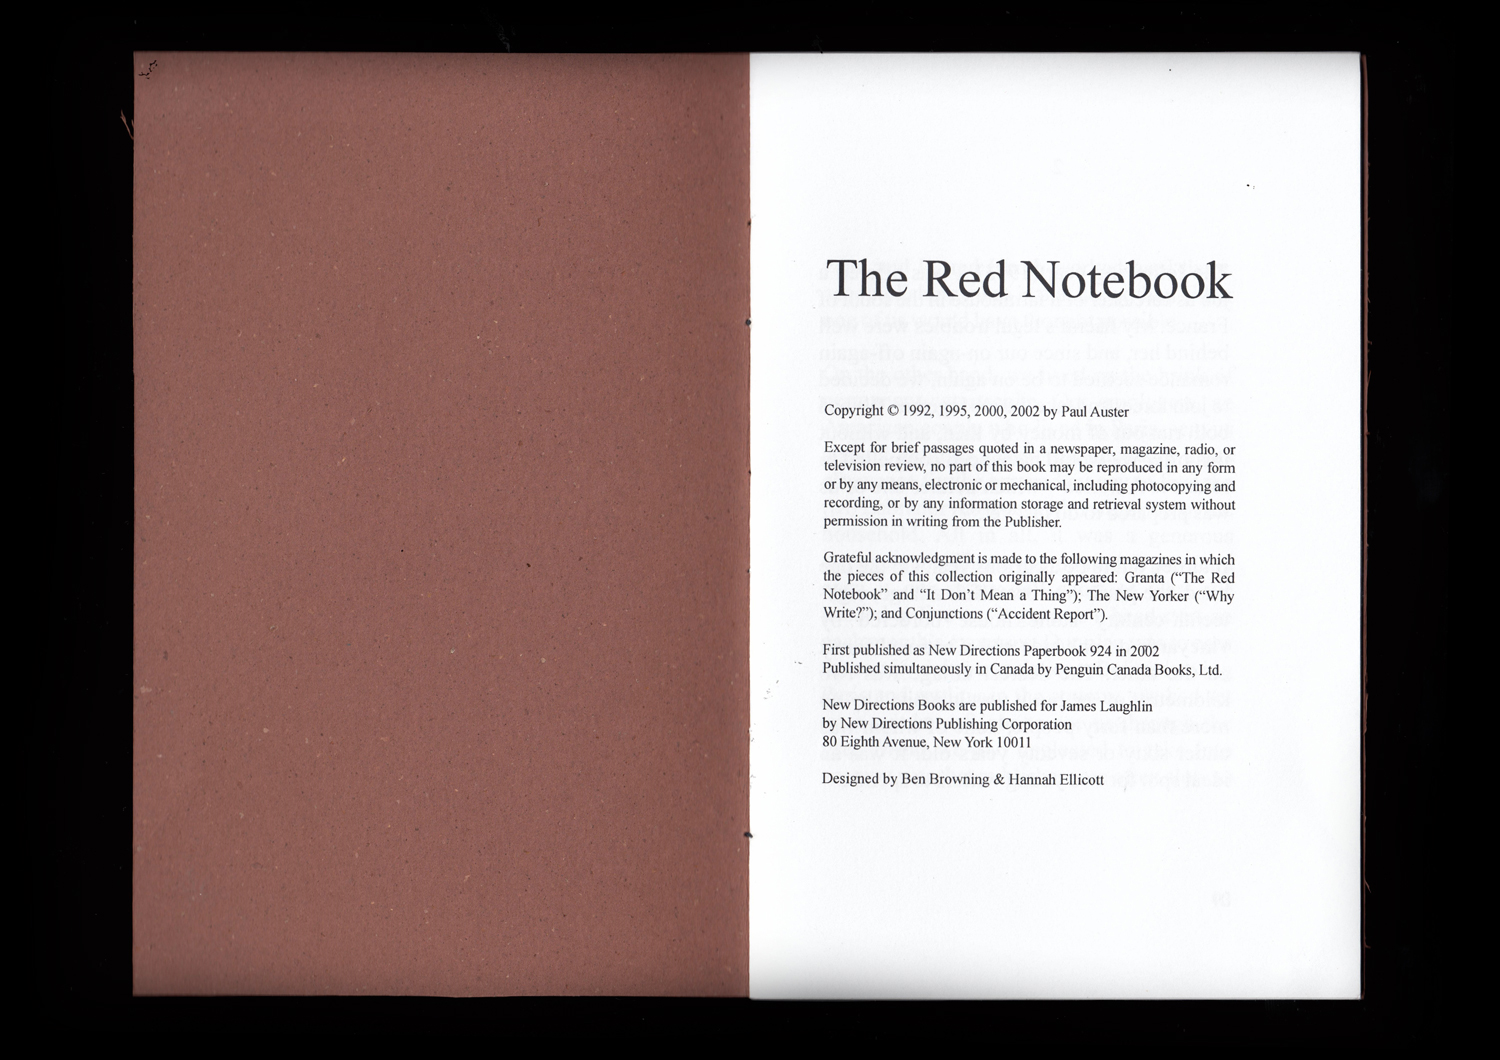 The Red Notebook
Copyright © 1992, 1995, 2000, 2002 by Paul Auster
Except for brief passages quoted in a newspaper, magazine, radio, or
television review, no part of this book may be reproduced in any form
or by any means, electronic or mechanical, including photocopying and
recording, or by any information storage and retrieval system without
permission in writing from the Publisher.
Grateful acknowledgment is made to the following magazines in which
the pieces of this collection originally appeared: Granta (“The Red
Notebook” and “It Don’t Mean a Thing”); The New Yorker (“Why
Write?”); and Conjunctions (“Accident Report”).
First published as New Directions Paperbook 924 in 2002
Published simultaneously in Canada by Penguin Canada Books, Ltd.
New Directions Books are published for James Laughlin
by New Directions Publishing Corporation
80 Eighth Avenue, New York 10011
Designed by Ben Browning & Hannah Ellicott